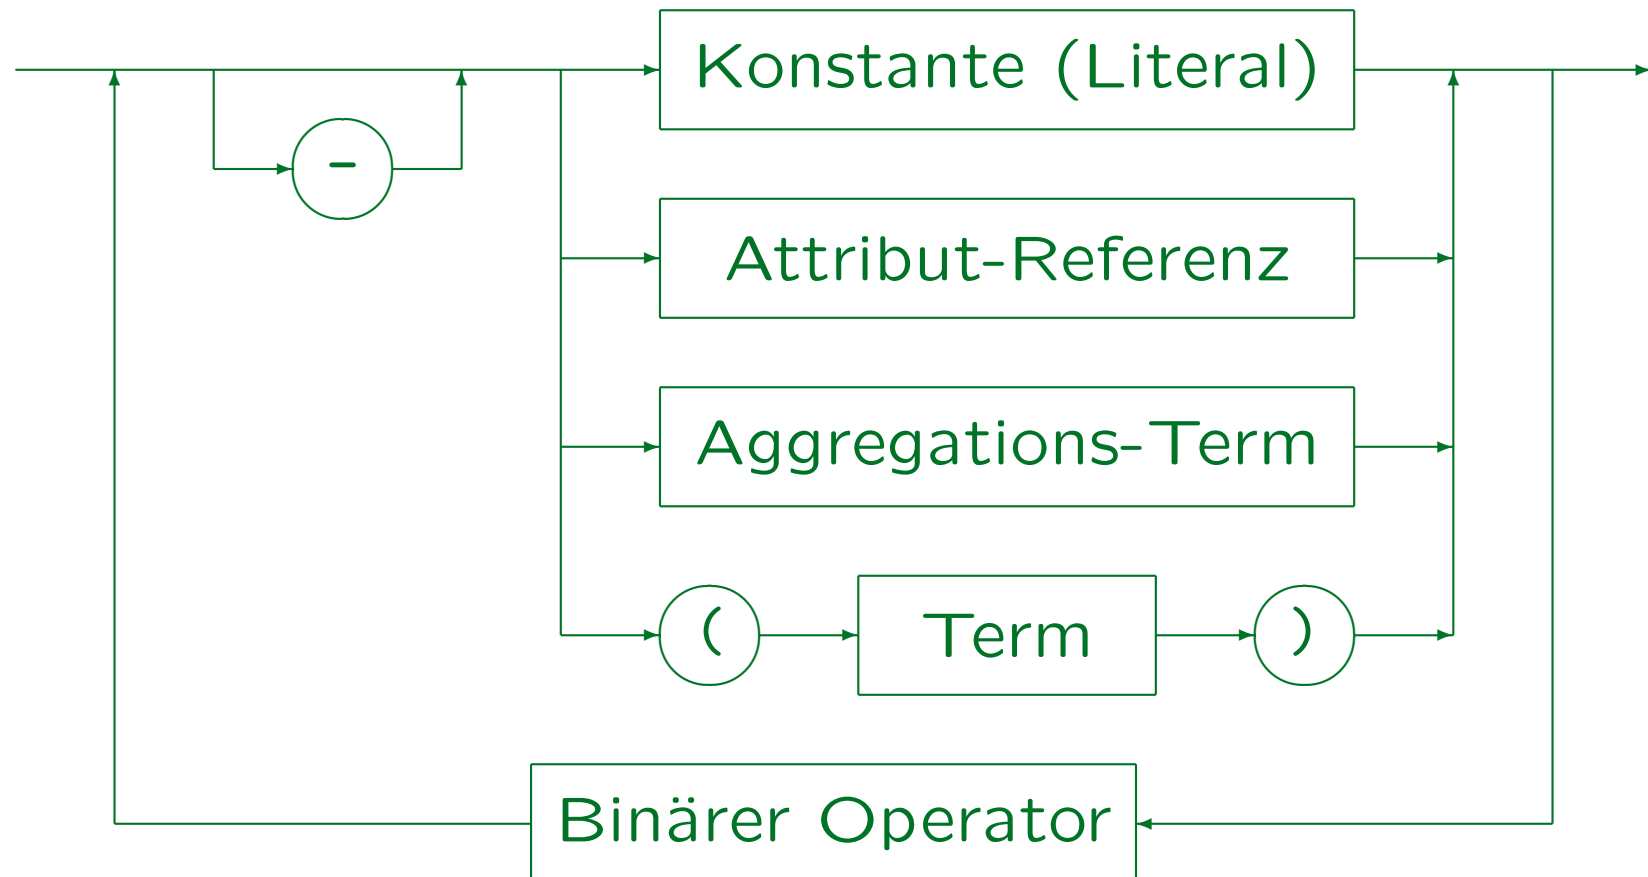 Konstante (Literal)
-
Attribut-Referenz
Aggregations-Term
( Term )
Binärer Operator